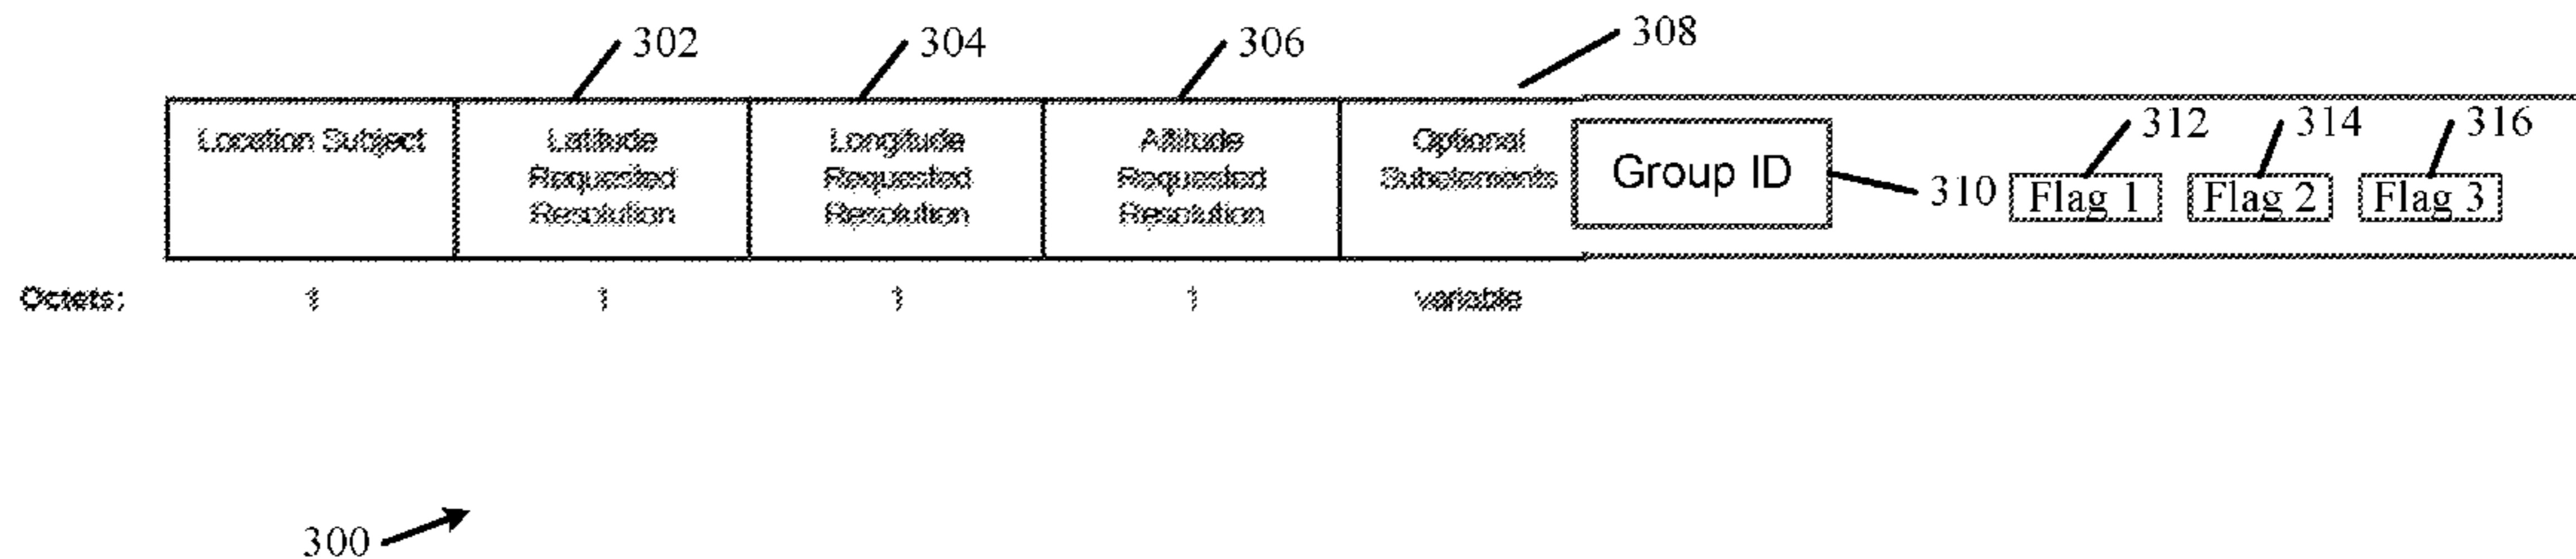 302 304 306 308
312 314 316
Location Subject Latitude Requested Resolution Longitude Requested Resolution Altitude Requested Resolution Optional Subelements Group ID 310 Flag 1 Flag 2 Flag 3
Octets: 1 1 1 1 variable
300